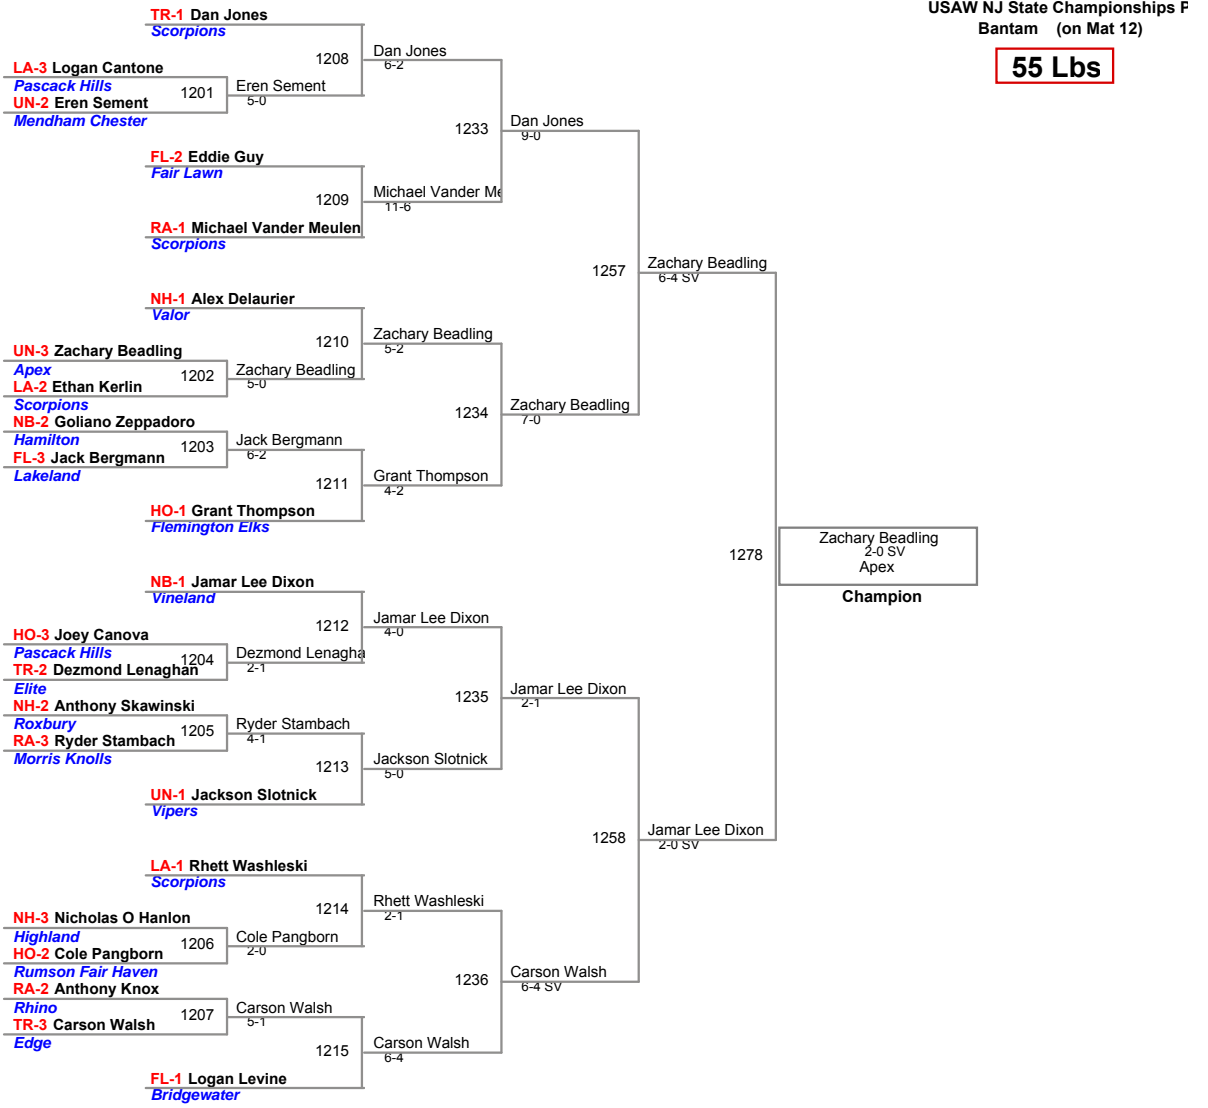 USAW NJ State Championships P
Bantam (on Mat 12)
55 Lbs
TR-1 Dan Jones
Scorpions
1208
Dan Jones
6-2
LA-3 Logan Cantone
Pascack Hills
1201
Eren Sement
5-0
UN-2 Eren Sement
Mendham Chester
1233
Dan Jones
9-0
FL-2 Eddie Guy
Fair Lawn
1209
Michael Vander Me
11-6
RA-1 Michael Vander Meulen
Scorpions
1257
Zachary Beadling
6-4 SV
NH-1 Alex Delaurier
Valor
1210
Zachary Beadling
5-2
UN-3 Zachary Beadling
Apex
1202
Zachary Beadling
5-0
LA-2 Ethan Kerlin
Scorpions
1234
Zachary Beadling
7-0
NB-2 Goliano Zeppadoro
Hamilton
1203
Jack Bergmann
6-2
FL-3 Jack Bergmann
Lakeland
1211
Grant Thompson
4-2
HO-1 Grant Thompson
Flemington Elks
1278
Zachary Beadling
2-0 SV
Apex
Champion
NB-1 Jamar Lee Dixon
Vineland
1212
Jamar Lee Dixon
4-0
HO-3 Joey Canova
Pascack Hills
1204
Dezmond Lenagha
2-1
TR-2 Dezmond Lenaghan
Elite
1235
Jamar Lee Dixon
2-1
NH-2 Anthony Skawinski
Roxbury
1205
Ryder Stambach
4-1
RA-3 Ryder Stambach
Morris Knolls
1213
Jackson Slotnick
5-0
UN-1 Jackson Slotnick
Vipers
1258
Jamar Lee Dixon
2-0 SV
LA-1 Rhett Washleski
Scorpions
1214
Rhett Washleski
2-1
NH-3 Nicholas O Hanlon
Highland
1206
Cole Pangborn
2-0
HO-2 Cole Pangborn
Rumson Fair Haven
1236
Carson Walsh
6-4 SV
RA-2 Anthony Knox
Rhino
1207
Carson Walsh
5-1
TR-3 Carson Walsh
Edge
1215
Carson Walsh
6-4
FL-1 Logan Levine
Bridgewater